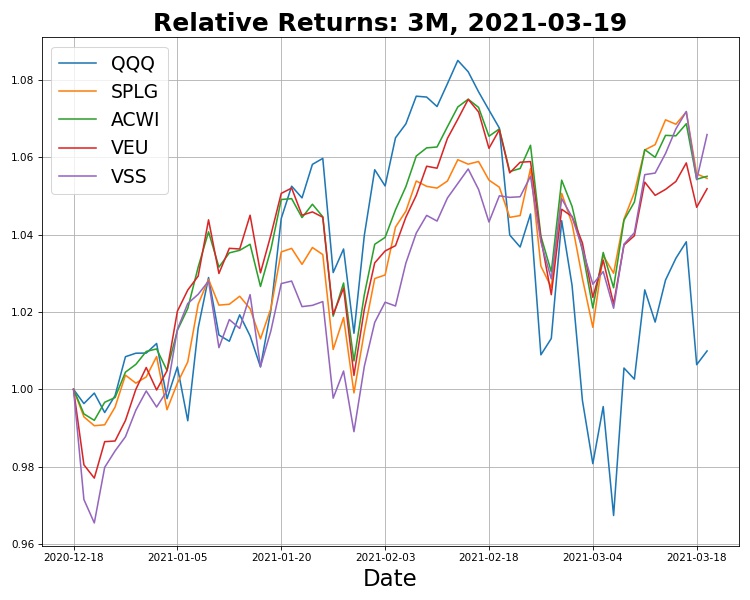 Relative Returns: 3M, 2021-03-19
QQQ
SPLG
ACWI
VEU
VSS
1.08
1.06
1.04
1.02
1.00
0.98
0.96
2020-12-18 2021-01-05 2021-01-20 2021-02-03 2021-02-18 2021-03-04 2021-03-18
Date